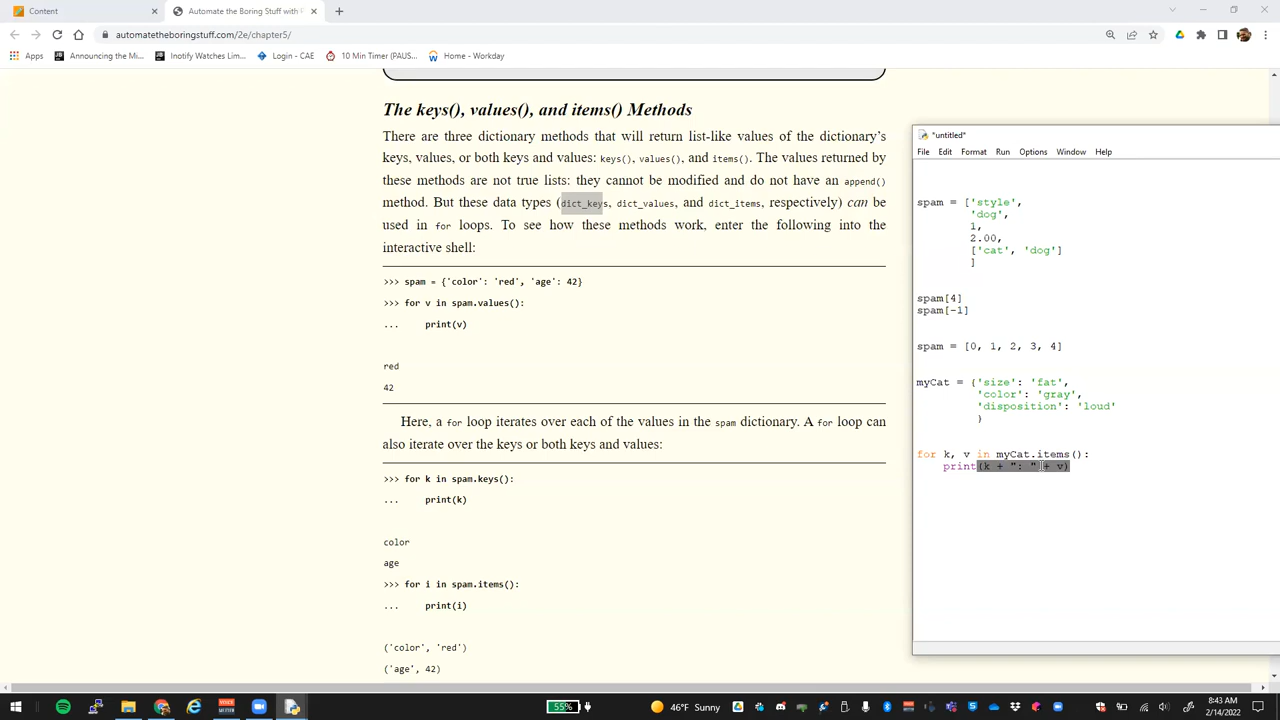 Content
Automate the Boring Stuff with P
automatetheboringstuff.com/2e/chapter5/
Apps
Announcing the Mi...
Inotify Watches Lim...
Login - CAE
10 Min Timer (PAUS...
Home - Workday
The keys(), values(), and items() Methods
There are three dictionary methods that will return list-like values of the dictionary’s
keys, values, or both keys and values: keys(), values(), and items(). The values returned by
these methods are not true lists: they cannot be modified and do not have an append()
method. But these data types (dict_keys, dict_values, and dict_items, respectively) can be
used in for loops. To see how these methods work, enter the following into the
interactive shell:
>>> spam = {'color': 'red', 'age': 42}
>>> for v in spam.values():
... print(v)
red
42
Here, a for loop iterates over each of the values in the spam dictionary. A for loop can
also iterate over the keys or both keys and values:
>>> for k in spam.keys():
... print(k)
color
age
>>> for i in spam.items():
... print(i)
('color', 'red')
('age', 42)
*untitled*
File Edit Format Run Options Window Help
spam = ['style',
'dog',
1,
2.00,
['cat', 'dog']
]
spam[4]
spam[-1]
spam = [0, 1, 2, 3, 4]
myCat = {'size': 'fat',
'color': 'gray',
'disposition': 'loud'
}
for k, v in myCat.items():
print(k + ": " + v)
55%
46°F Sunny
8:43 AM
2/14/2022